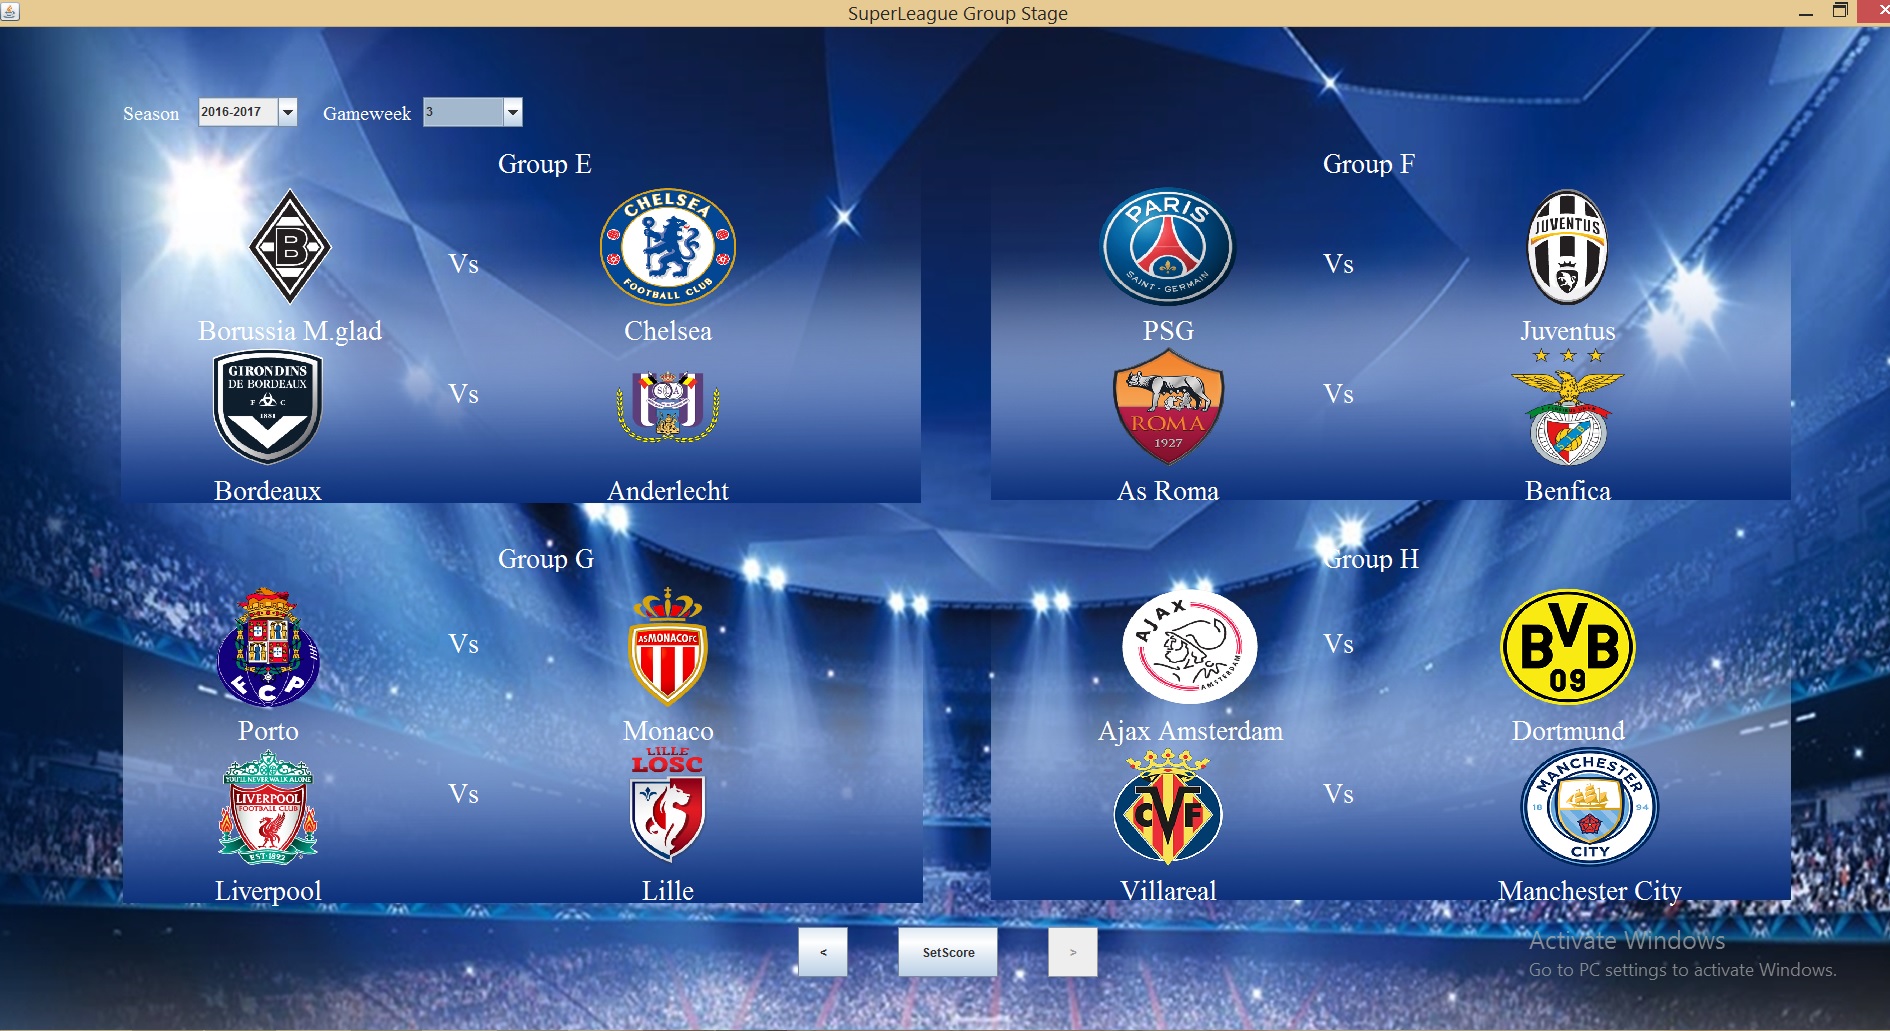 SuperLeague Group Stage
Season 2016-2017 Gameweek 3
Group E
B
Vs
CHELSEA
FOOTBALL CLUB
Borussia M.glad
Chelsea
GIRONDINS
DE BORDEAUX
F C
1881
Vs
Bordeaux
Anderlecht
Group F
PARIS
SAINT - GERMAIN
Vs
JUVENTUS
PSG
Juventus
ROMA
1927
Vs
As Roma
Benfica
Group G
FCP
Vs
AS MONACO FC
Porto
Monaco
YOU'LL NEVER WALK ALONE
LIVERPOOL
FOOTBALL CLUB
EST·1892
Vs
LILLE
LOSC
Liverpool
Lille
Group H
AJAX
AMSTERDAM
Vs
BVB
09
Ajax Amsterdam
Dortmund
CVF
Vs
MANCHESTER
18 94
CITY
Villareal
Manchester City
< SetScore >
Activate Windows
Go to PC settings to activate Windows.